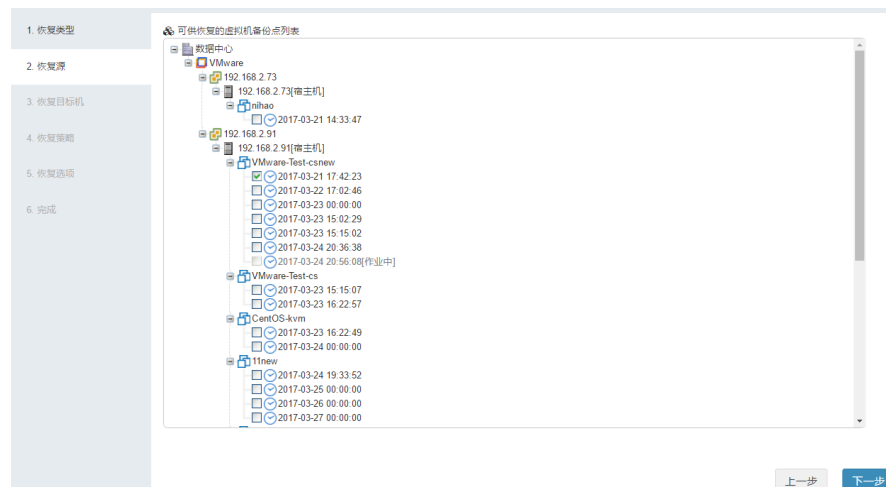 1. 恢复类型
2. 恢复源
3. 恢复目标机
4. 恢复策略
5. 恢复选项
6. 完成
可供恢复的虚拟机备份点列表
数据中心
VMware
192.168.2.73
192.168.2.73[宿主机]
nihao
2017-03-21 14:33:47
192.168.2.91
192.168.2.91[宿主机]
VMware-Test-csnew
2017-03-21 17:42:23
2017-03-22 17:02:46
2017-03-23 00:00:00
2017-03-23 15:02:29
2017-03-23 15:15:02
2017-03-24 20:36:38
2017-03-24 20:56:08[作业中]
VMware-Test-cs
2017-03-23 15:15:07
2017-03-23 16:22:57
CentOS-kvm
2017-03-23 16:22:49
2017-03-24 00:00:00
11new
2017-03-24 19:33:52
2017-03-25 00:00:00
2017-03-26 00:00:00
2017-03-27 00:00:00
上一步
下一步